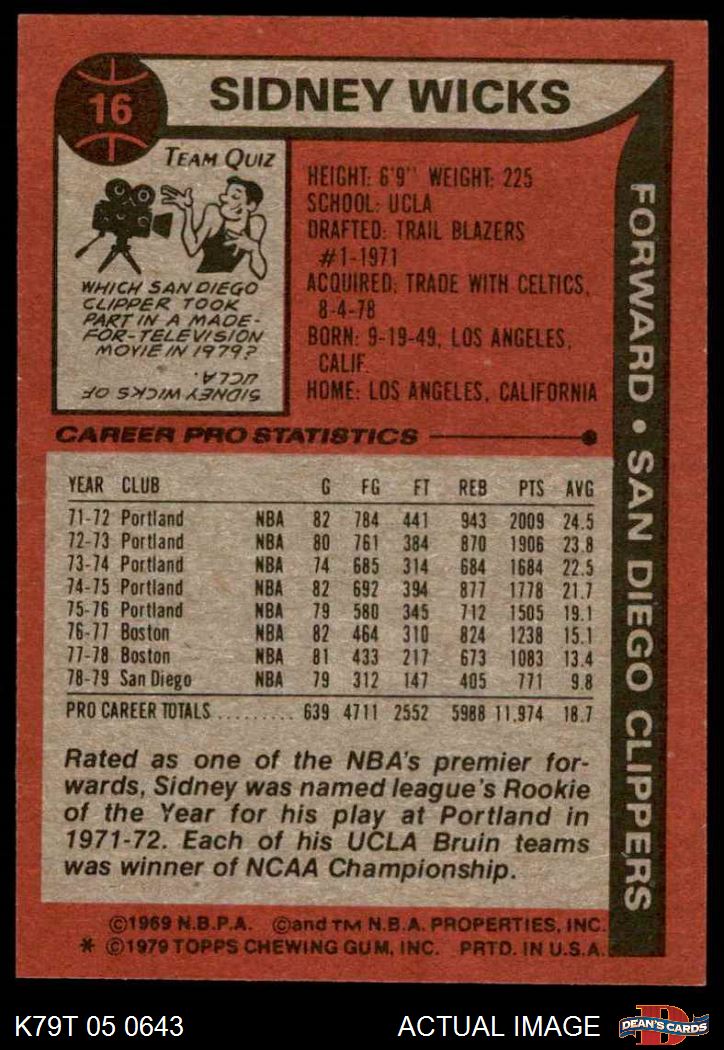 16
SIDNEY WICKS
TEAM QUIZ
WHICH SAN DIEGO
CLIPPER TOOK
PART IN A MADE-
FOR-TELEVISION
MOVIE IN 1979?
SIDNEY WICKS OF
UCLA.
HEIGHT: 6'9" WEIGHT: 225
SCHOOL: UCLA
DRAFTED: TRAIL BLAZERS
#1-1971
ACQUIRED: TRADE WITH CELTICS,
8-4-78
BORN: 9-19-49, LOS ANGELES,
CALIF.
HOME: LOS ANGELES, CALIFORNIA
FORWARD • SAN DIEGO CLIPPERS
CAREER PRO STATISTICS
YEAR CLUB G FG FT REB PTS AVG
71-72 Portland NBA 82 784 441 943 2009 24.5
72-73 Portland NBA 80 761 384 870 1906 23.8
73-74 Portland NBA 74 685 314 684 1684 22.5
74-75 Portland NBA 82 692 394 877 1778 21.7
75-76 Portland NBA 79 580 345 712 1505 19.1
76-77 Boston NBA 82 464 310 824 1238 15.1
77-78 Boston NBA 81 433 217 673 1083 13.4
78-79 San Diego NBA 79 312 147 405 771 9.8
PRO CAREER TOTALS ......... 639 4711 2552 5988 11,974 18.7
Rated as one of the NBA's premier for-
wards, Sidney was named league's Rookie
of the Year for his play at Portland in
1971-72. Each of his UCLA Bruin teams
was winner of NCAA Championship.
©1969 N.B.P.A. ©and TM N.B.A. PROPERTIES, INC.
* ©1979 TOPPS CHEWING GUM, INC. PRTD. IN U.S.A.
K79T 05 0643 ACTUAL IMAGE
D
DEAN'S CARDS